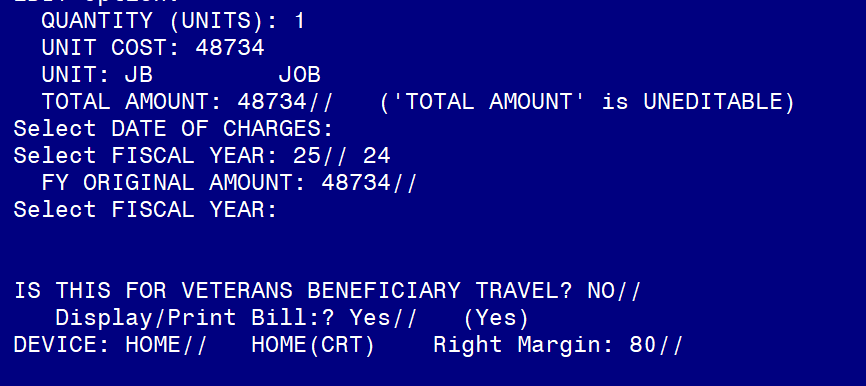 QUANTITY (UNITS): 1
UNIT COST: 48734
UNIT: JB          JOB
TOTAL AMOUNT: 48734//   ('TOTAL AMOUNT' is UNEDITABLE)
Select DATE OF CHARGES:
Select FISCAL YEAR: 25// 24
FY ORIGINAL AMOUNT: 48734//
Select FISCAL YEAR:
IS THIS FOR VETERANS BENEFICIARY TRAVEL? NO//
Display/Print Bill:? Yes//   (Yes)
DEVICE: HOME//   HOME(CRT)    Right Margin: 80//